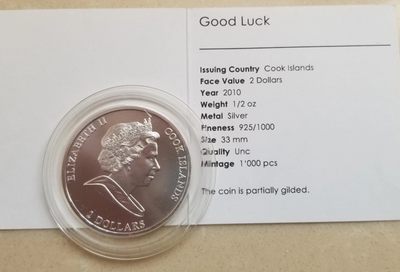 Good Luck
Issuing Country Cook Islands
Face Value 2 Dollars
Year 2010
Weight 1/2 oz
Metal Silver
Fineness 925/1000
Size 33 mm
Quality Unc
Mintage 1'000 pcs
The coin is partially gilded.
ELIZABETH II
COOK ISLANDS
2 DOLLARS